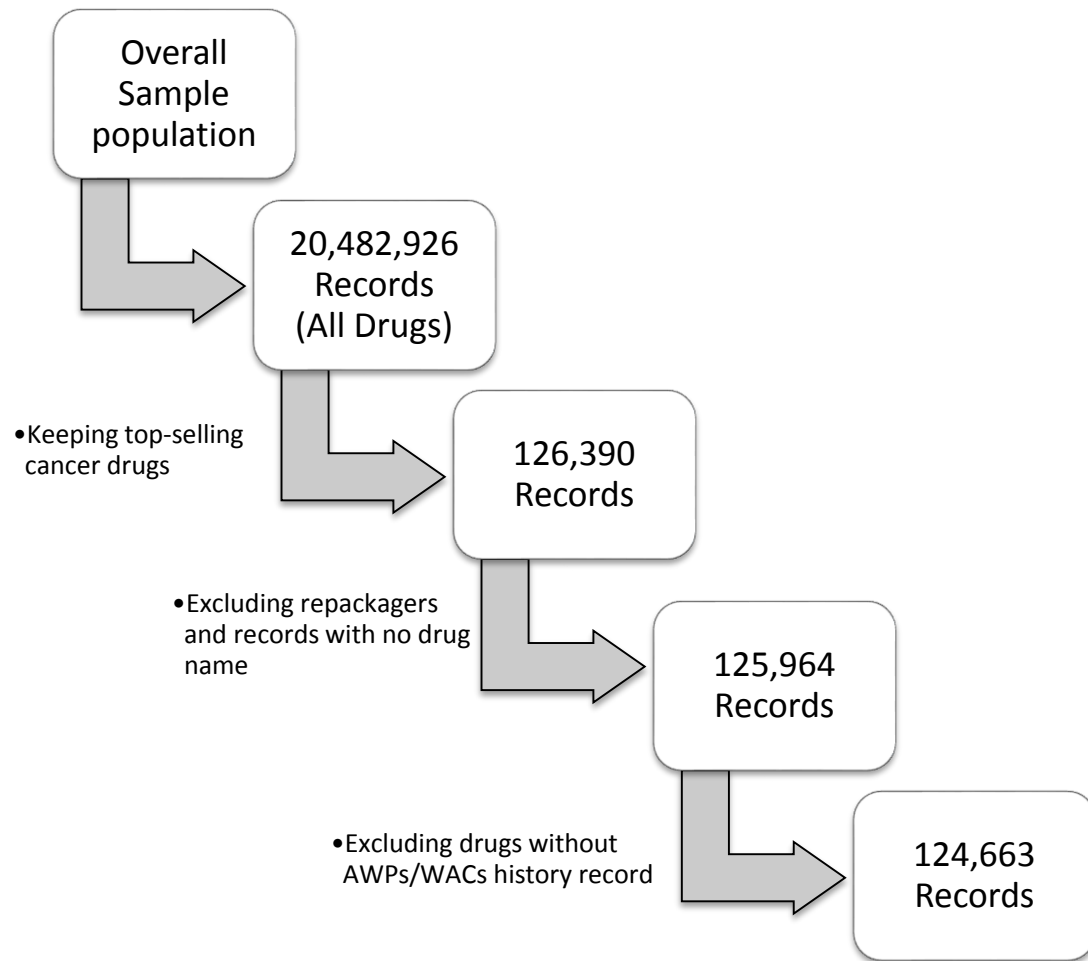 Overall
Sample
population
20,482,926
Records
(All Drugs)
•Keeping top-selling
cancer drugs
126,390
Records
•Excluding repackagers
and records with no drug
name
125,964
Records
•Excluding drugs without
AWPs/WACs history record
124,663
Records